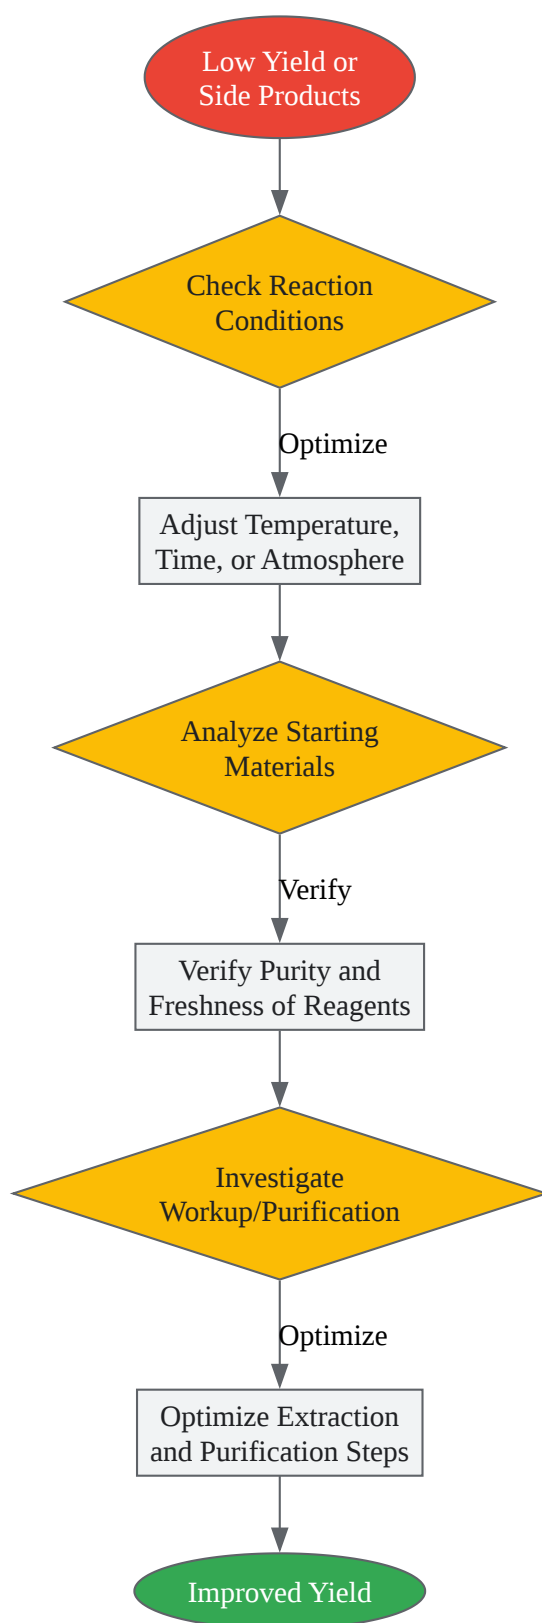 Low Yield or
Side Products
Check Reaction
Conditions
Optimize
Adjust Temperature,
Time, or Atmosphere
Analyze Starting
Materials
Verify
Verify Purity and
Freshness of Reagents
Investigate
Workup/Purification
Optimize
Optimize Extraction
and Purification Steps
Improved Yield